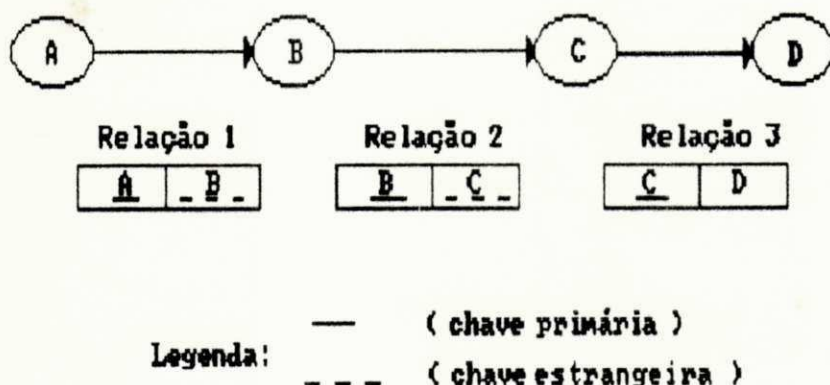 A B C D
Relação 1 Relação 2 Relação 3
A B B C C D
( chave primária )
Legenda:
( chave estrangeira )